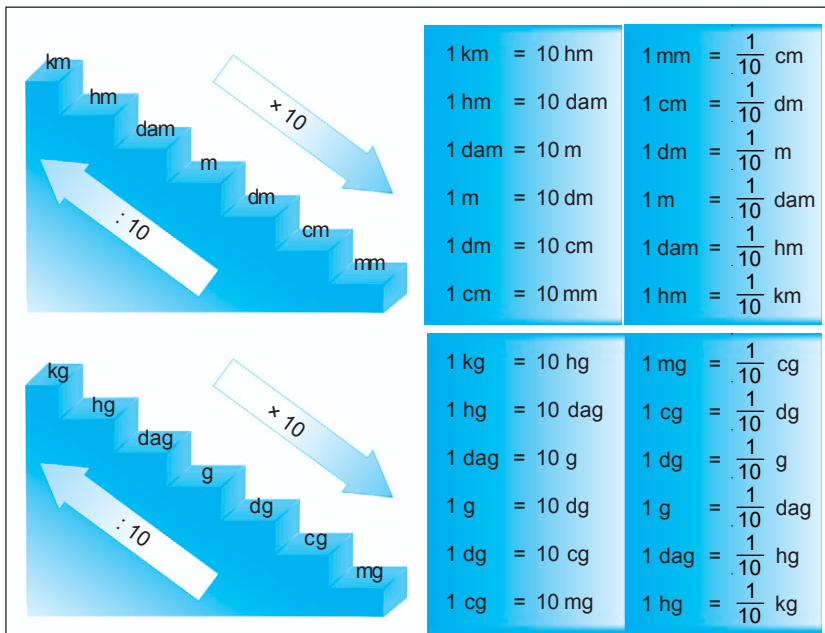 km
hm
dam
m
dm
cm
mm
× 10
: 10
1 km = 10 hm
1 hm = 10 dam
1 dam = 10 m
1 m = 10 dm
1 dm = 10 cm
1 cm = 10 mm
1 mm = 1/10 cm
1 cm = 1/10 dm
1 dm = 1/10 m
1 m = 1/10 dam
1 dam = 1/10 hm
1 hm = 1/10 km
kg
hg
dag
g
dg
cg
mg
× 10
: 10
1 kg = 10 hg
1 hg = 10 dag
1 dag = 10 g
1 g = 10 dg
1 dg = 10 cg
1 cg = 10 mg
1 mg = 1/10 cg
1 cg = 1/10 dg
1 dg = 1/10 g
1 g = 1/10 dag
1 dag = 1/10 hg
1 hg = 1/10 kg